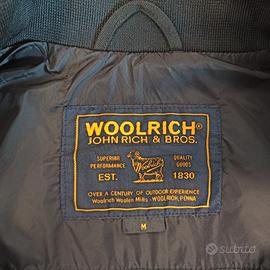 WOOLRICH®
JOHN RICH & BROS.
SUPERIOR PERFORMANCE
Woolrich
QUALITY GOODS
EST. 1830
OVER A CENTURY OF OUTDOOR EXPERIENCE
Woolrich Woolen Mills - WOOLRICH, PENNA
M
subito